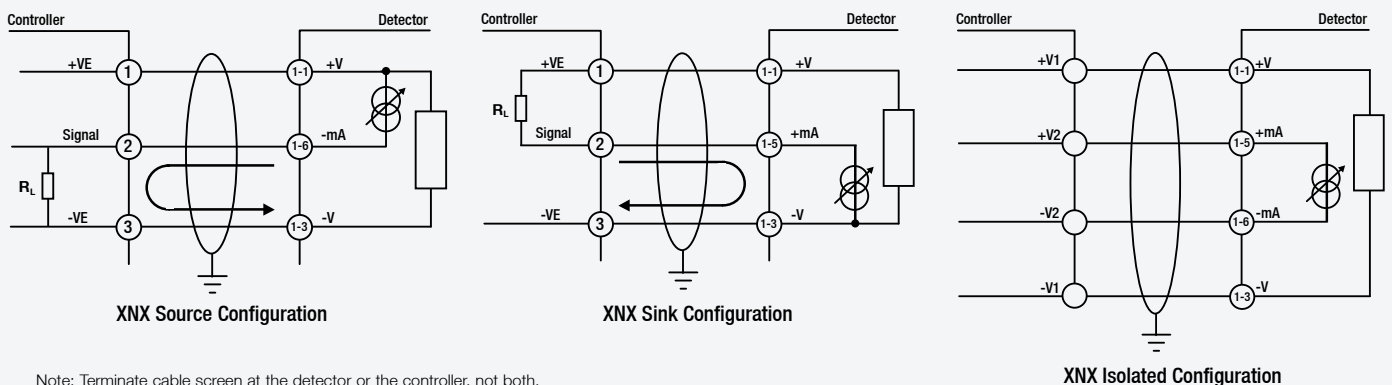 Controller
Detector
+VE
1
1-1
+V
Signal
2
1-6
-mA
RL
-VE
3
1-3
-V
XNX Source Configuration
Controller
Detector
+VE
1
1-1
+V
RL
Signal
2
1-5
+mA
-VE
3
1-3
-V
XNX Sink Configuration
Controller
Detector
+V1
1-1
+V
+V2
1-5
+mA
-V2
1-6
-mA
-V1
1-3
-V
XNX Isolated Configuration
Note: Terminate cable screen at the detector or the controller, not both.